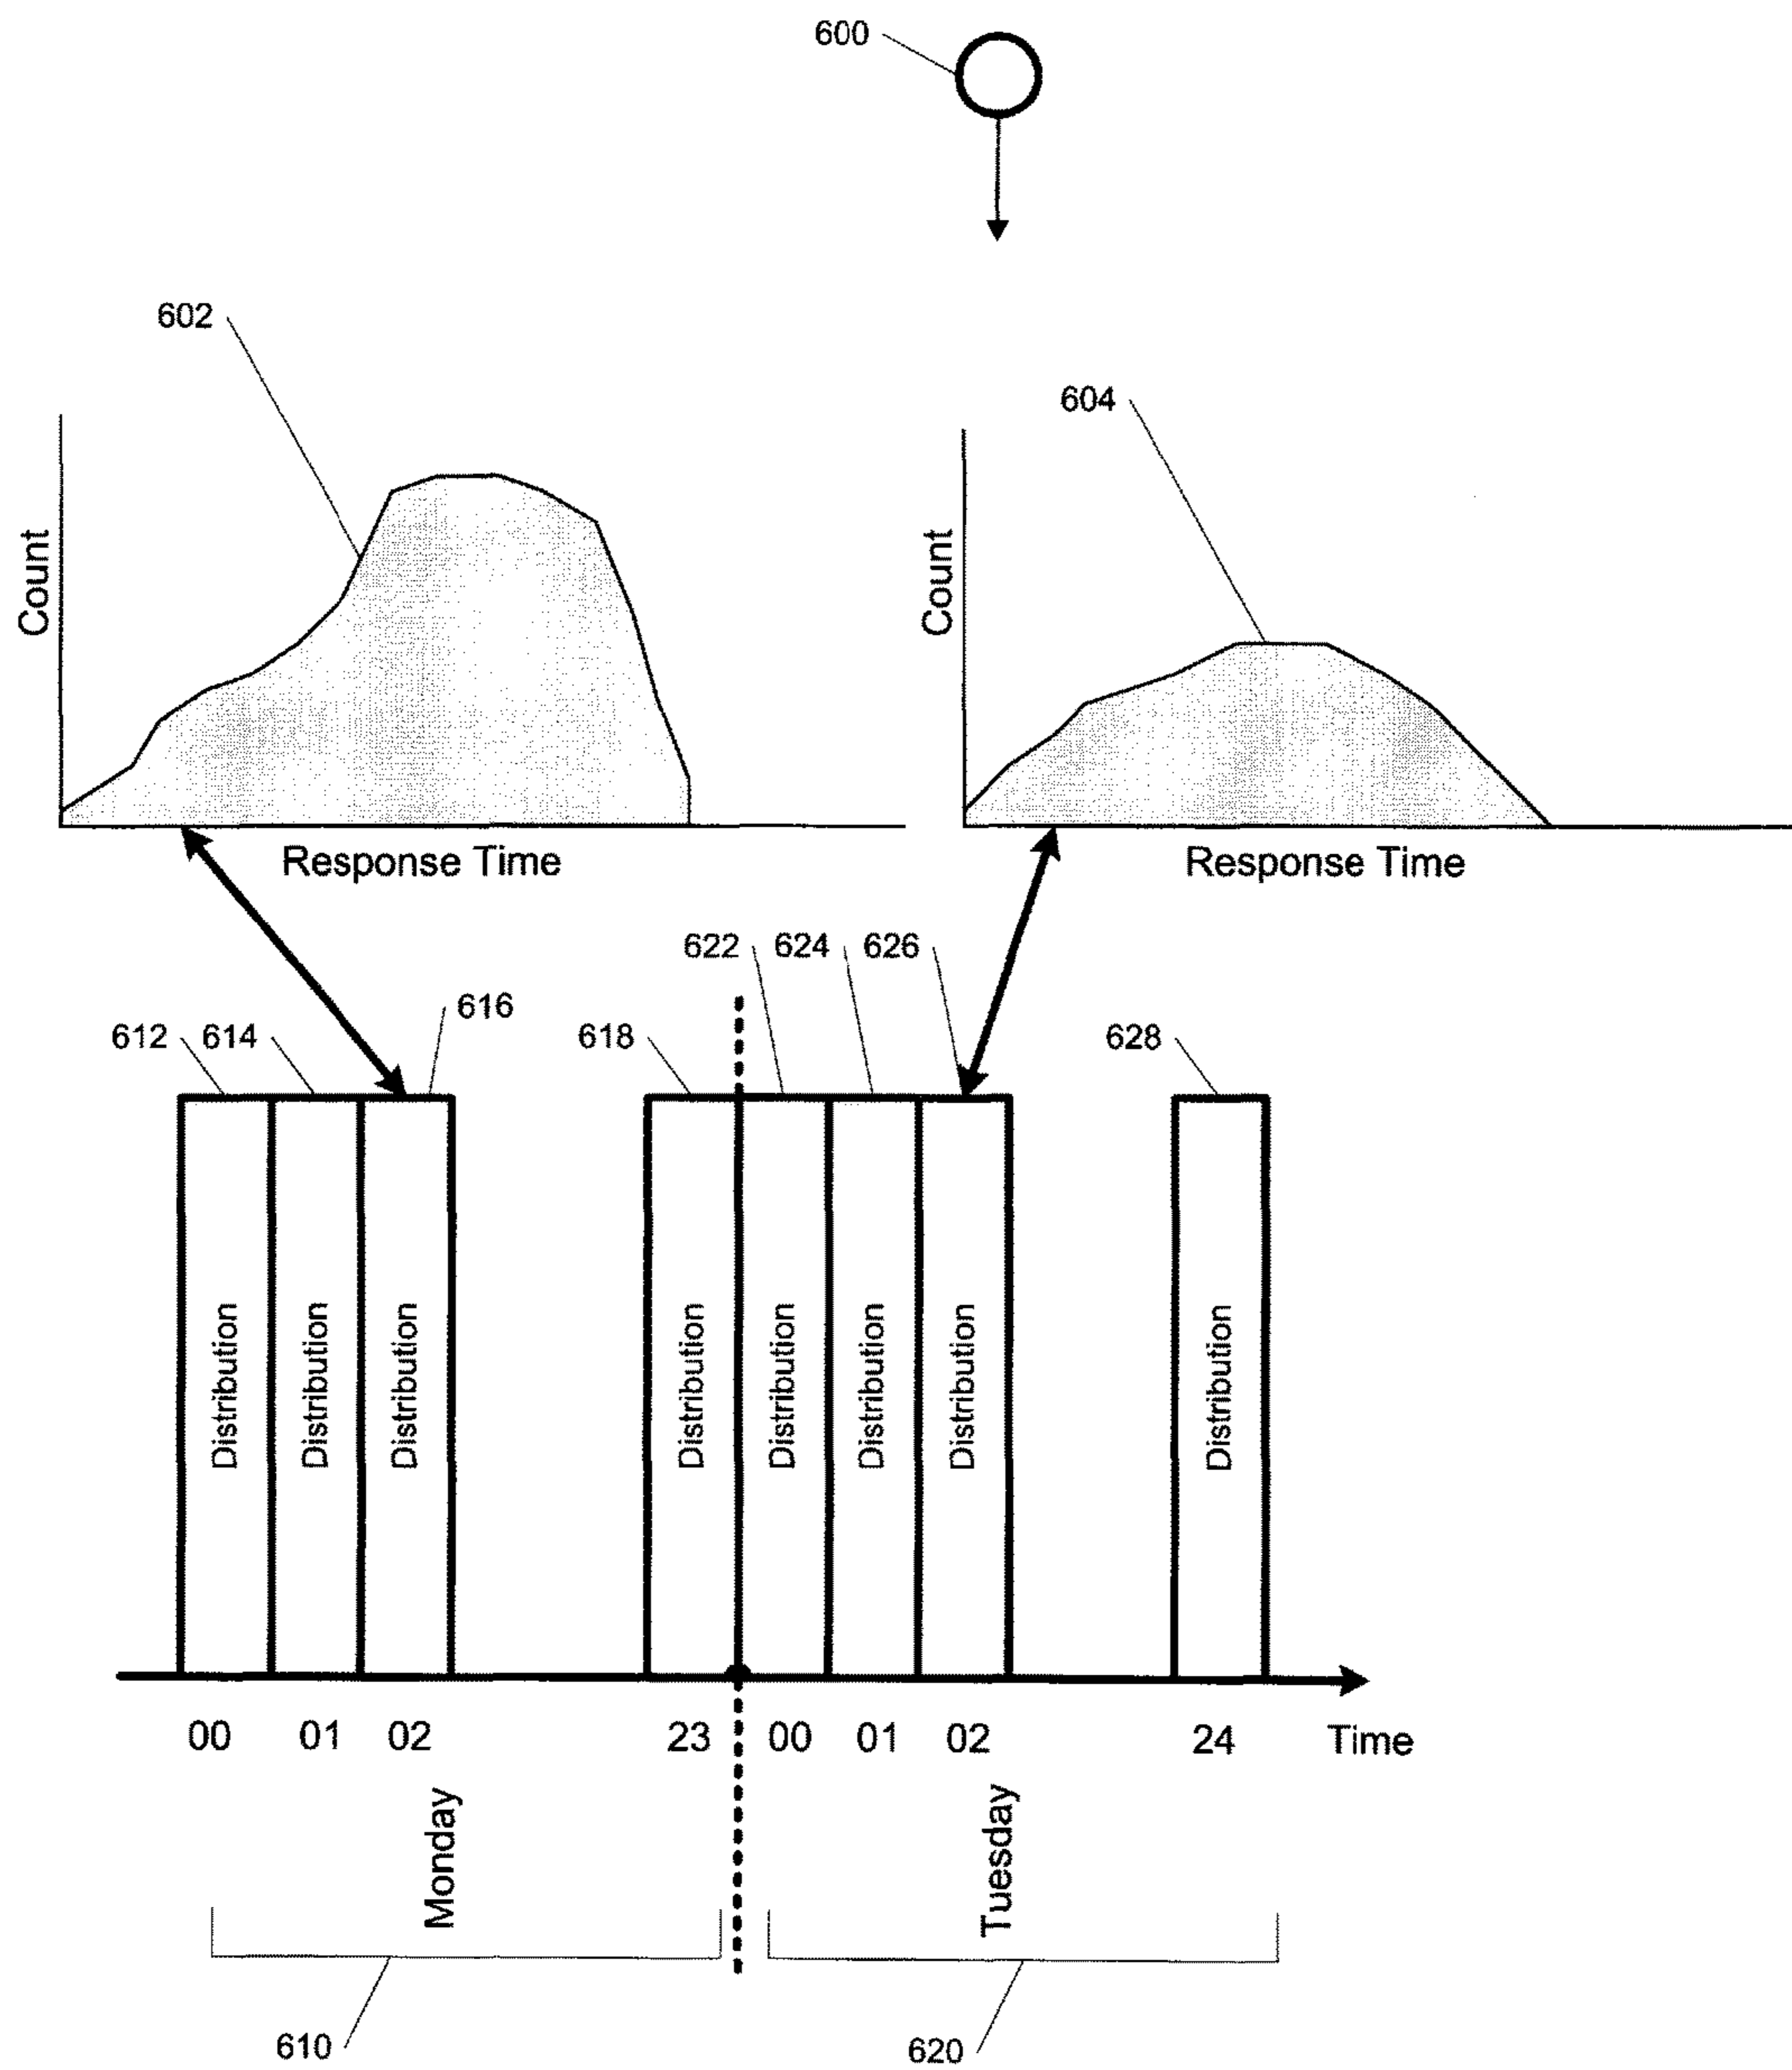 600
602
604
Count
Count
Response Time
Response Time
622
624
626
616
612
614
618
628
Distribution
Distribution
Distribution
Distribution
Distribution
Distribution
Distribution
Distribution
00
01
02
23
00
01
02
24
Time
Monday
Tuesday
610
620